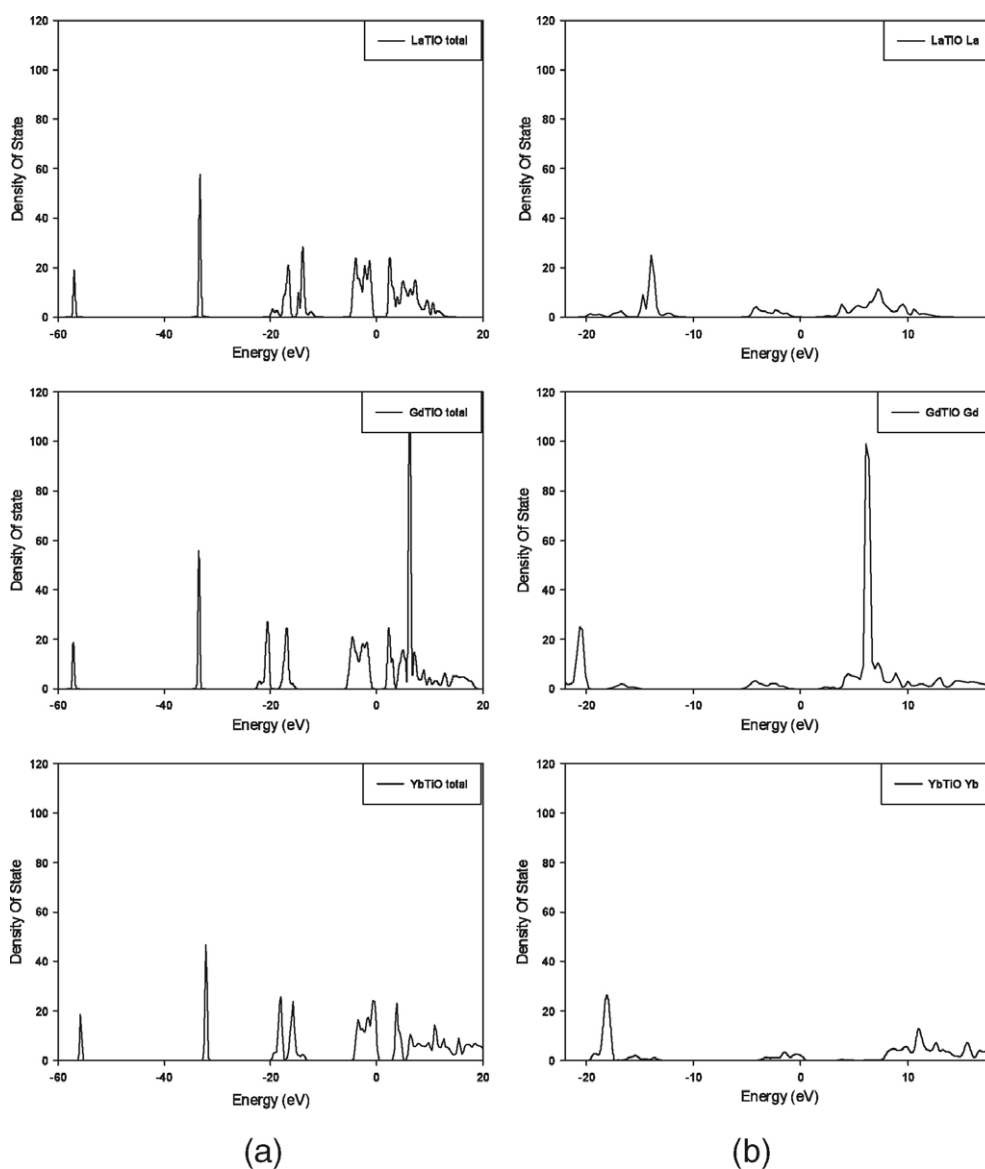 120
100
80
60
40
20
0
Density Of State
LaTiO total
-60 -40 -20 0 20
Energy (eV)
120
100
80
60
40
20
0
Density Of State
LaTiO La
-20 -10 0 10
Energy (eV)
120
100
80
60
40
20
0
Density Of state
GdTiO total
-60 -40 -20 0 20
Energy (eV)
120
100
80
60
40
20
0
Density Of State
GdTiO Gd
-20 -10 0 10
Energy (eV)
120
100
80
60
40
20
0
Density Of State
YbTiO total
-60 -40 -20 0 20
Energy (eV)
120
100
80
60
40
20
0
Density Of State
YbTiO Yb
-20 -10 0 10
Energy (eV)
(a)
(b)